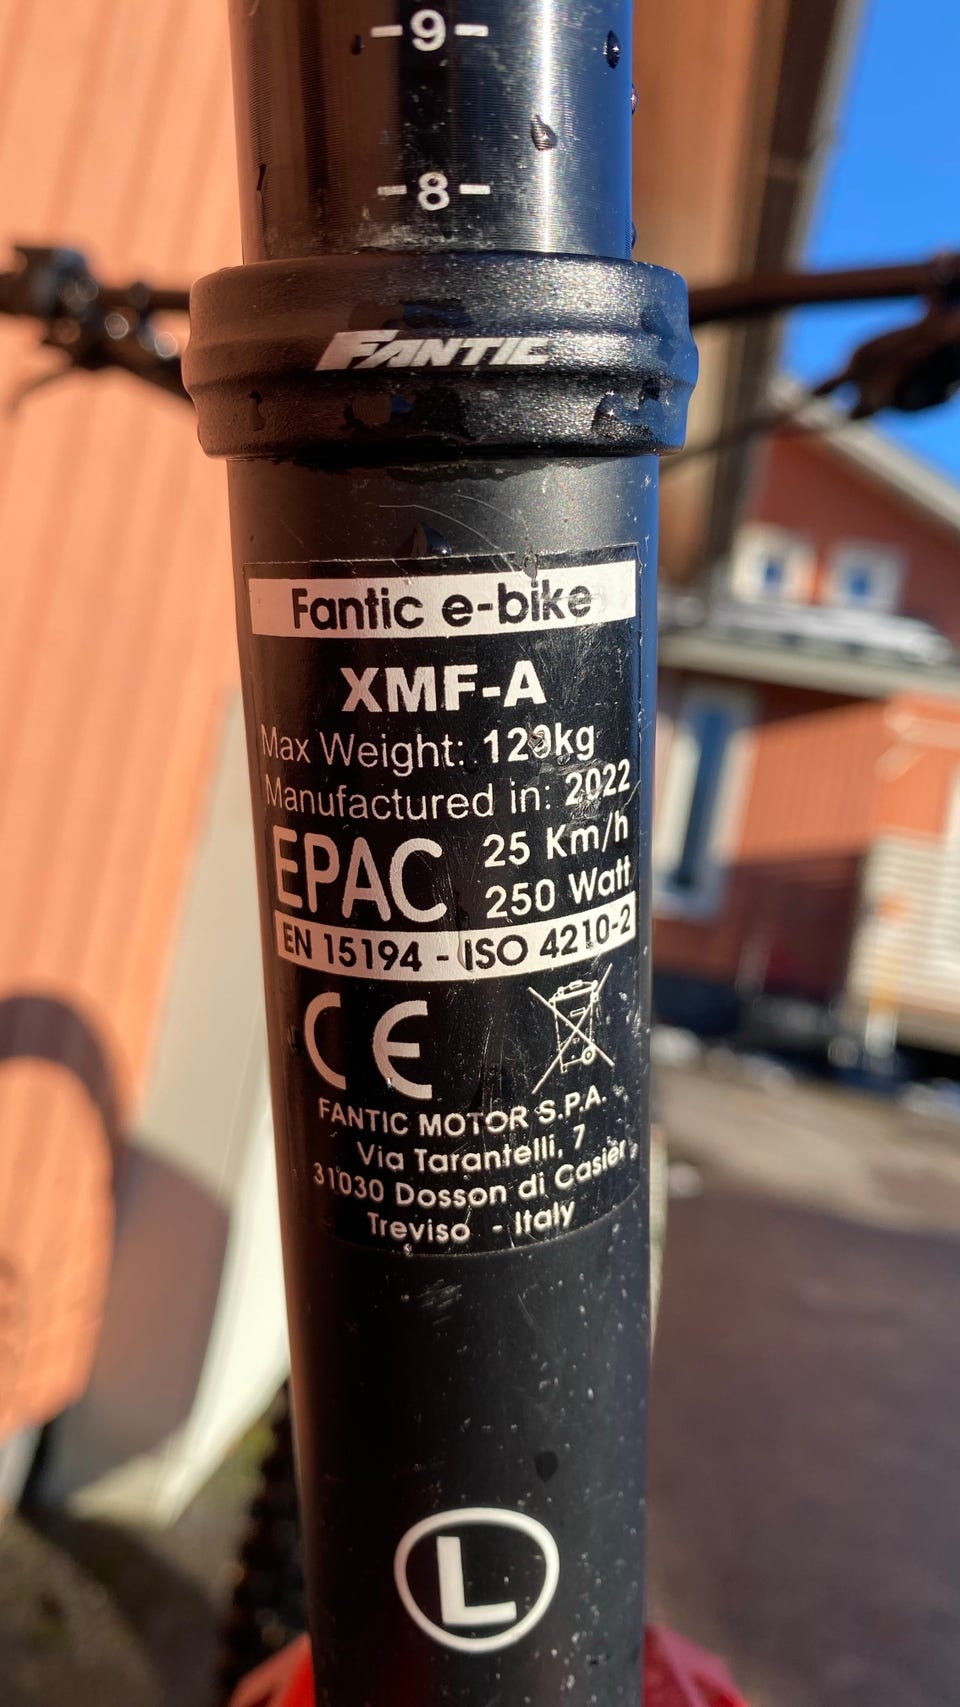 -9-
-8-
FANTIC
Fantic e-bike
XMF-A
Max Weight:
Manufactured in: 2022
EPAC 25 Km/h
250 Watt
EN 15194 - ISO 4210-2
CE
FANTIC MOTOR S.P.A.
Via Tarantelli, 7
31030 Dosson di Casier
Treviso - Italy
L